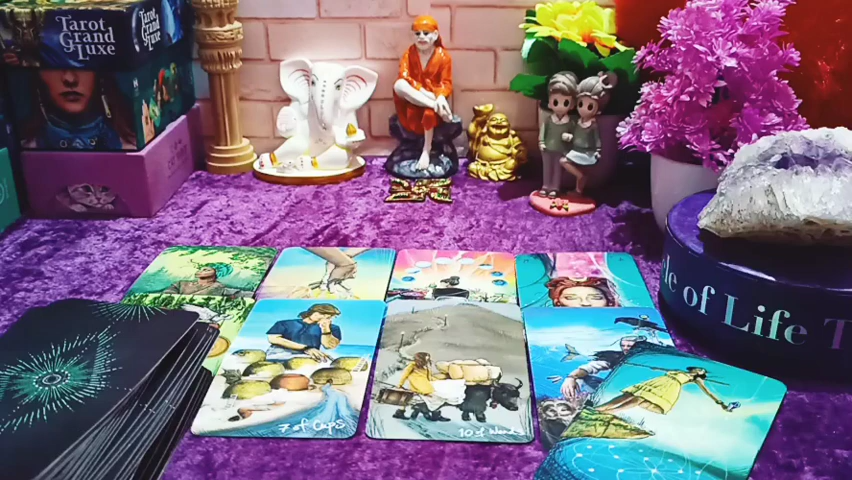 Tarot
Grand
Luxe
Tarot
Grand
Luxe
le of Life T
7 of Cups
10 of Wands